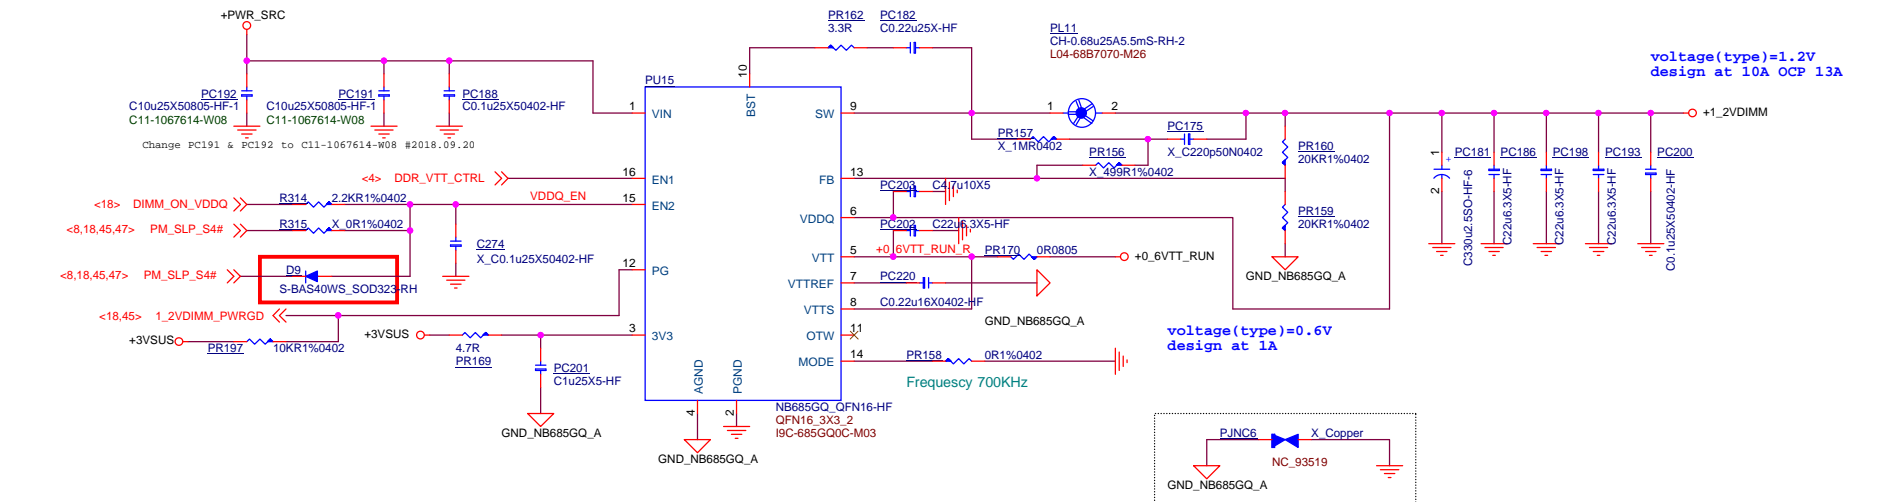 +PWR_SRC
PC192
C10u25X50805-HF-1
C11-1067614-W08
PC191
C10u25X50805-HF-1
C11-1067614-W08
PC188
C0.1u25X50402-HF
Change PC191 & PC192 to C11-1067614-W08 #2018.09.20
PR162
3.3R
PC182
C0.22u25X-HF
PL11
CH-0.68u25A5.5mS-RH-2
L04-68B7070-M26
voltage(type)=1.2V
design at 10A OCP 13A
PU15
10
BST
1
VIN
SW
9
1
2
+1_2VDIMM
PR157
X_1MR0402
PC175
X_C220p50N0402
PR156
X_499R1%0402
PR160
20KR1%0402
PR159
20KR1%0402
GND_NB685GQ_A
1
+
2
PC181
C330u2.5SO-HF-6
PC186
C22u6.3X5-HF
PC198
C22u6.3X5-HF
PC193
C22u6.3X5-HF
PC200
C0.1u25X50402-HF
<4> DDR_VTT_CTRL
16
EN1
FB
13
<18> DIMM_ON_VDDQ
R314
2.2KR1%0402
VDDQ_EN
15
EN2
PC203
C4.7u10X5
VDDQ
6
<8,18,45,47> PM_SLP_S4#
R315
X_0R1%0402
PC202
C22u6.3X5-HF
C274
X_C0.1u25X50402-HF
+0_6VTT_RUN_R
VTT
5
PR170
0R0805
+0_6VTT_RUN
<8,18,45,47> PM_SLP_S4#
D9
S-BAS40WS_SOD323-RH
12
PG
VTTREF
7
PC220
C0.22u16X0402-HF
GND_NB685GQ_A
VTTS
8
<18,45> 1_2VDIMM_PWRGD
+3VSUS
PR197
10KR1%0402
+3VSUS
4.7R
PR169
3
3V3
OTW
11
voltage(type)=0.6V
design at 1A
PC201
C1u25X5-HF
GND_NB685GQ_A
MODE
14
PR158
0R1%0402
Frequescy 700KHz
AGND
PGND
4
2
GND_NB685GQ_A
NB685GQ_QFN16-HF
QFN16_3X3_2
I9C-685GQ0C-M03
PJNC6
X_Copper
NC_93519
GND_NB685GQ_A